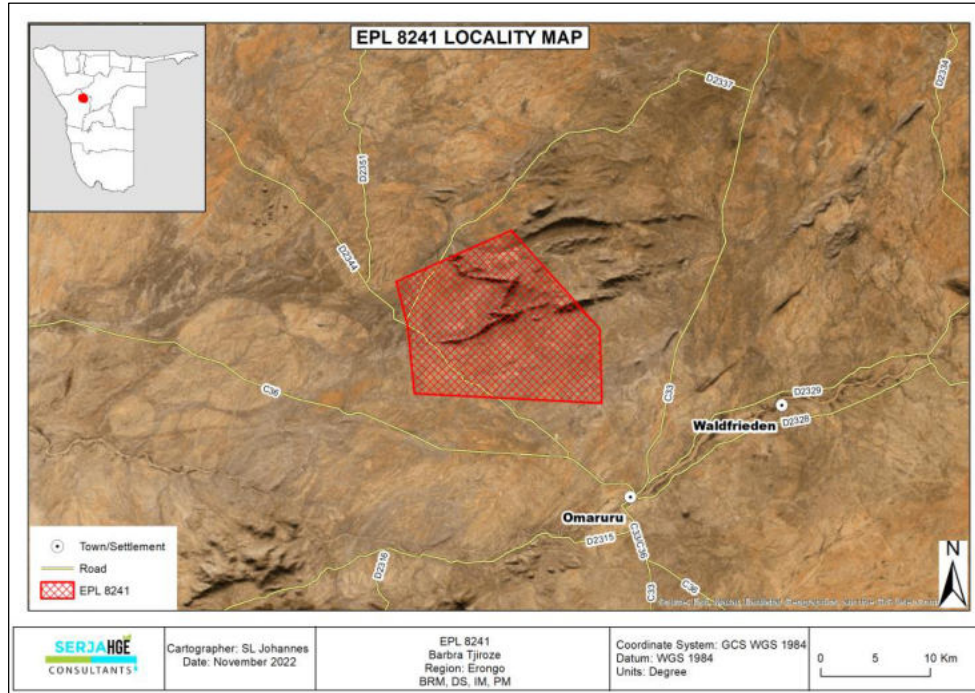 EPL 8241 LOCALITY MAP
D2337
D2334
D2351
D2344
C36
C33
D2329
Waldfrieden
D2328
Omaruru
D2315
C33/C36
D2316
C36
C33
Town/Settlement
Road
EPL 8241
N
SERJAHGE
CONSULTANTS
Cartographer: SL Johannes
Date: November 2022
EPL 8241
Barbra Tjiroze
Region: Erongo
BRM, DS, IM, PM
Coordinate System: GCS WGS 1984
Datum: WGS 1984
Units: Degree
0 5 10 Km